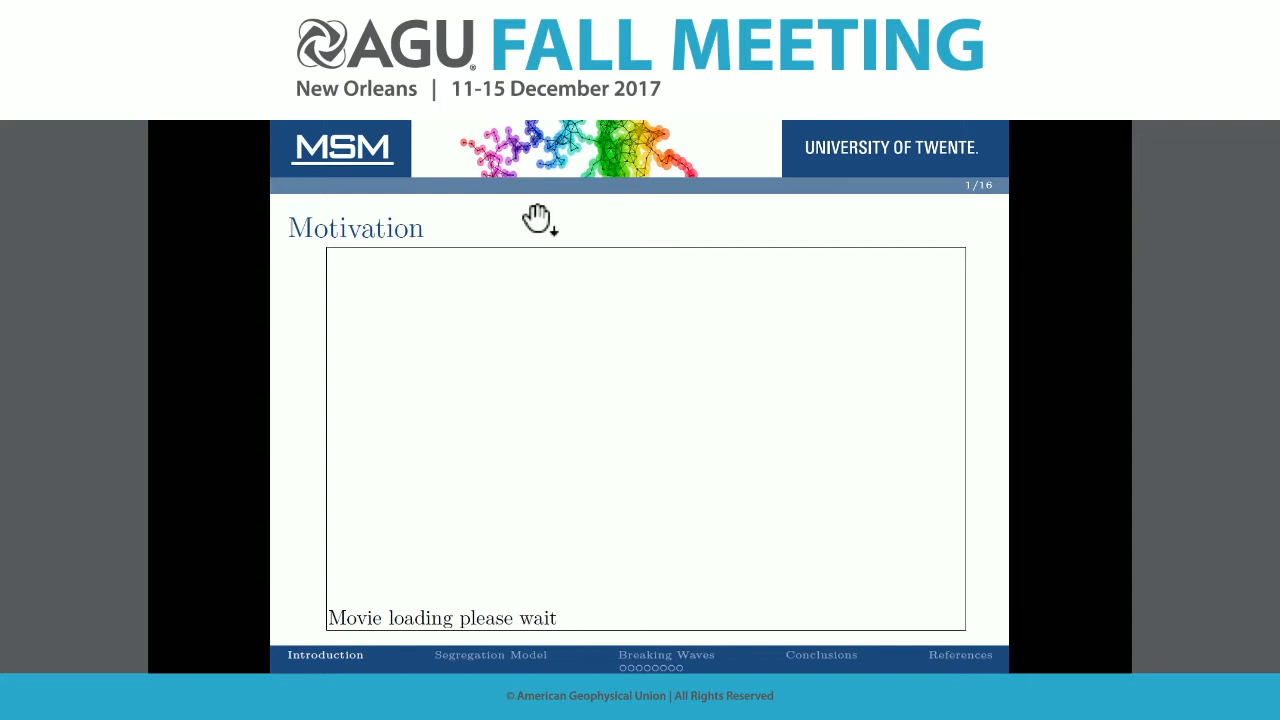 AGU FALL MEETING
New Orleans | 11-15 December 2017
MSM
UNIVERSITY OF TWENTE.
1/16
Motivation
Movie loading please wait
Introduction Segregation Model Breaking Waves Conclusions References
© American Geophysical Union | All Rights Reserved